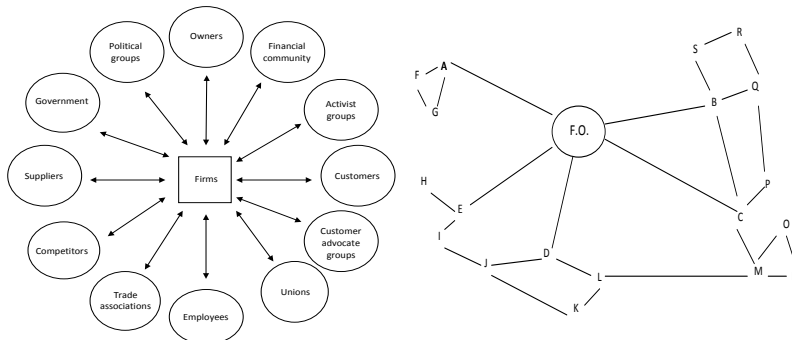 Owners
Political
groups
Financial
community
Government
Activist
groups
Suppliers
Firms
Customers
Competitors
Customer
advocate
groups
Trade
associations
Employees
Unions
F.O.
A
F
G
R
S
Q
B
P
C
H
E
I
D
J
L
K
O
M